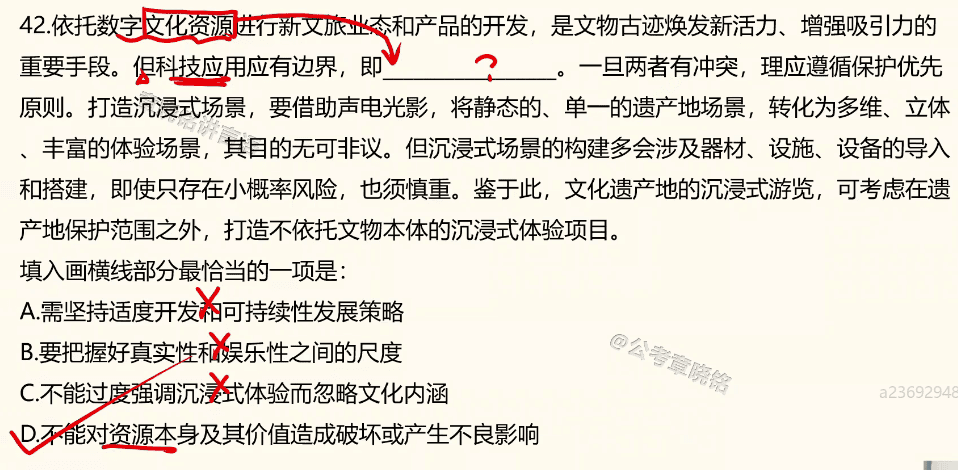 42.依托数字文化资源进行新文旅业态和产品的开发，是文物古迹焕发新活力、增强吸引力的
重要手段。但科技应用应有边界，即____________？____________。一旦两者有冲突，理应遵循保护优先
原则。打造沉浸式场景，要借助声电光影，将静态的、单一的遗产地场景，转化为多维、立体
、丰富的体验场景，其目的无可非议。但沉浸式场景的构建多会涉及器材、设施、设备的导入
和搭建，即使只存在小概率风险，也须慎重。鉴于此，文化遗产地的沉浸式游览，可考虑在遗
产地保护范围之外，打造不依托文物本体的沉浸式体验项目。
填入画横线部分最恰当的一项是：
A.需坚持适度开发和可持续性发展策略
B.要把握好真实性和娱乐性之间的尺度
@公考章晓铭
C.不能过度强调沉浸式体验而忽略文化内涵
a23692948
D.不能对资源本身及其价值造成破坏或产生不良影响